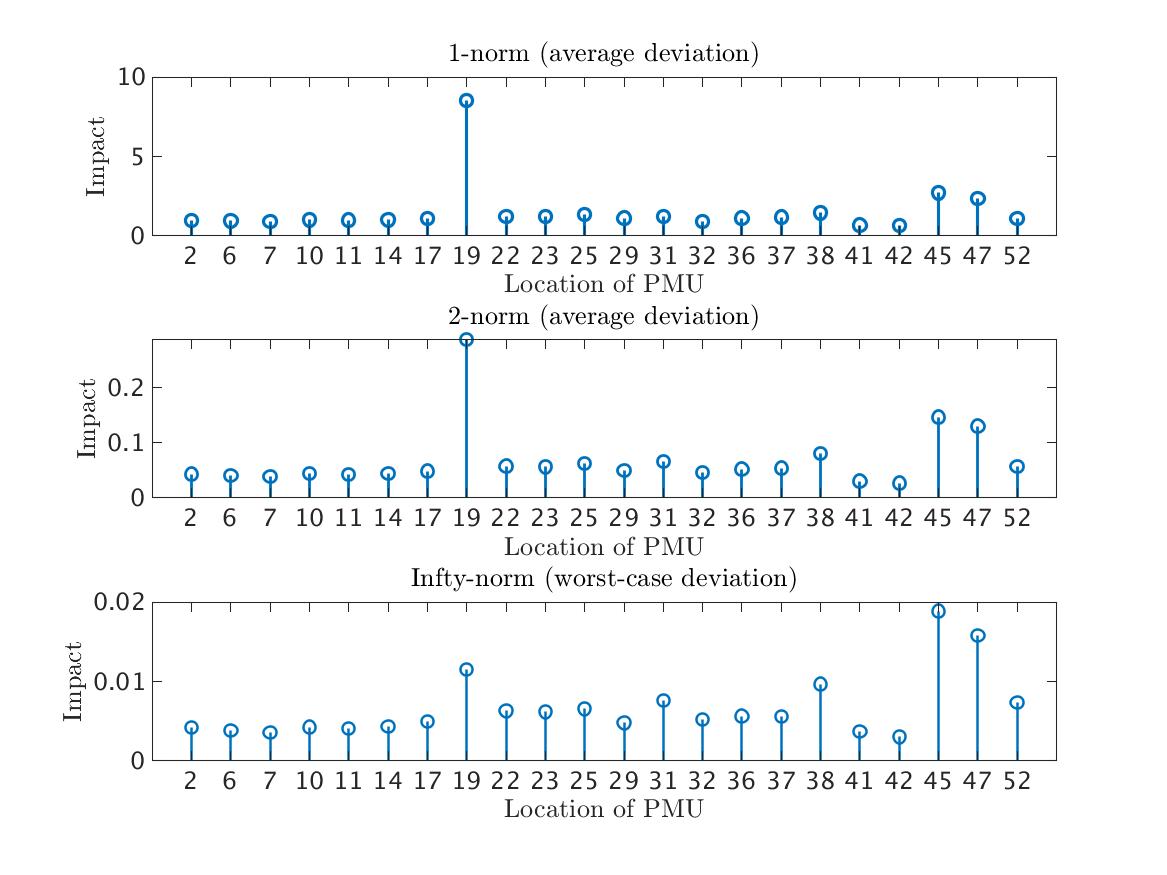 1-norm (average deviation)
10
5
0
Impact
2 6 7 10 11 14 17 19 22 23 25 29 31 32 36 37 38 41 42 45 47 52
Location of PMU
2-norm (average deviation)
0.2
0.1
0
Impact
2 6 7 10 11 14 17 19 22 23 25 29 31 32 36 37 38 41 42 45 47 52
Location of PMU
Infty-norm (worst-case deviation)
0.02
0.01
0
Impact
2 6 7 10 11 14 17 19 22 23 25 29 31 32 36 37 38 41 42 45 47 52
Location of PMU